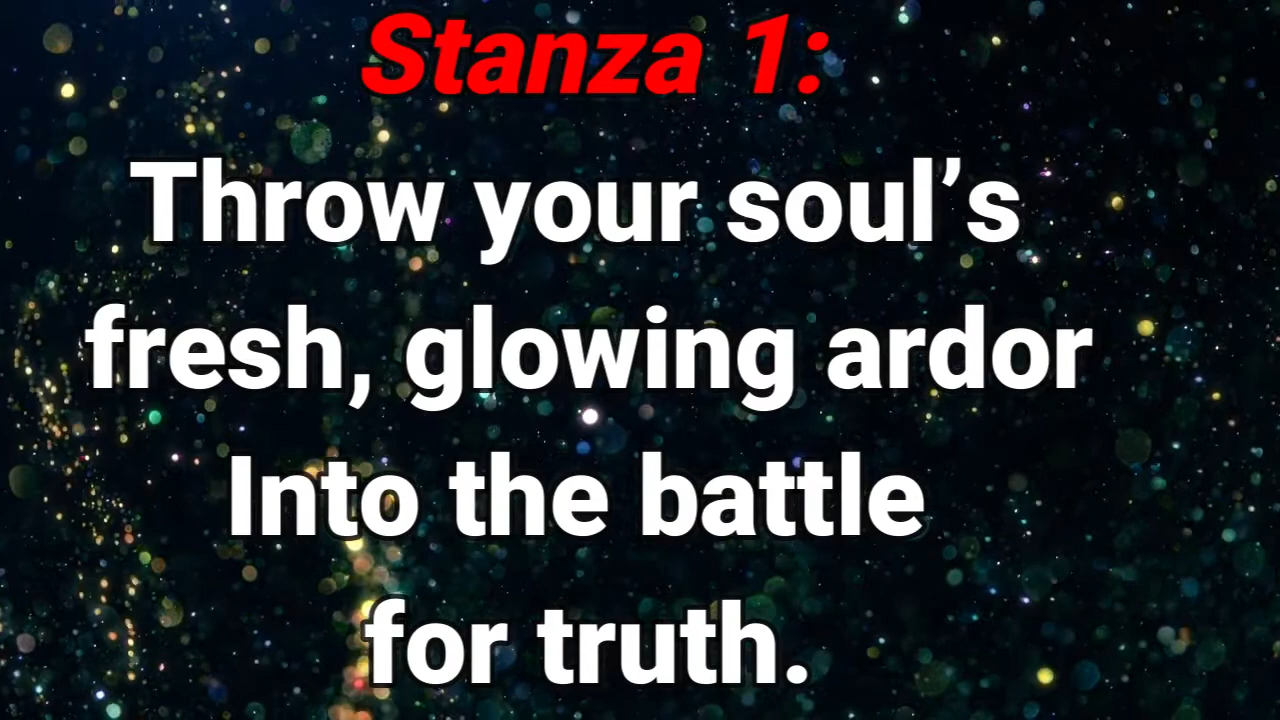 Stanza 1:
Throw your soul’s
fresh, glowing ardor
Into the battle
for truth.